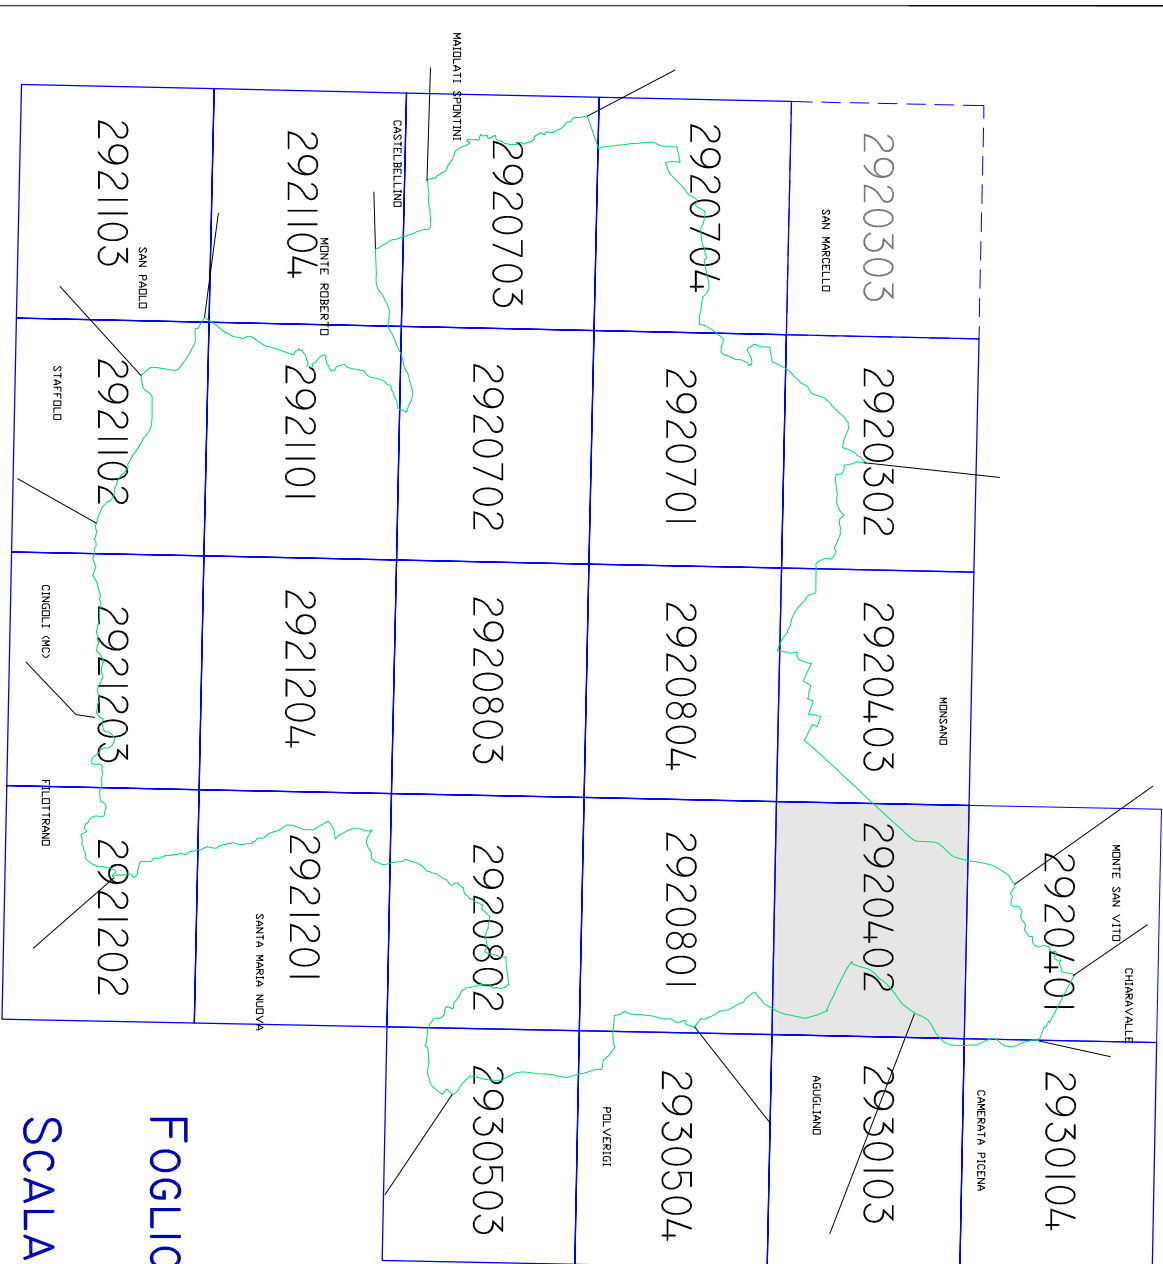 CHIARAVALLE
MONTE SAN VITO
2920401
2930104
CAMERATA PICENA
MONSANO
2920303
2920302
2920403
2920402
2930103
SAN MARCELLO
AGUGLIANO
2920704
2920701
2920804
2920801
2930504
POLVERIGI
2920703
2920702
2920803
2920802
2930503
MAIOLATI SPONTINI
CASTELBELLINO
MONTE ROBERTO
2921104
2921101
2921204
2921201
SANTA MARIA NUOVA
SAN PAOLO
2921103
2921102
2921203
2921202
STAFFOLO
CINGOLI (MC)
FILOTTRANO
FOGLIO
SCALA